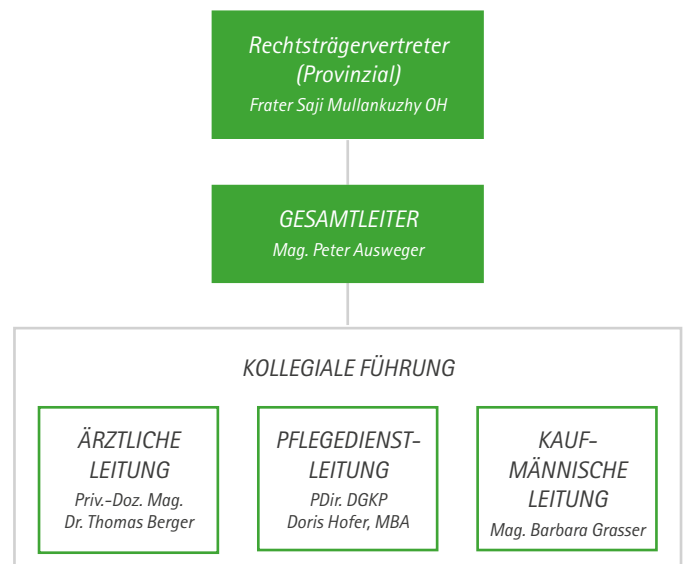 Rechtsträgervertreter
(Provinzial)
Frater Saji Mullankuzhy OH
GESAMTLEITER
Mag. Peter Ausweger
KOLLEGIALE FÜHRUNG
ÄRZTLICHE
LEITUNG
Priv.-Doz. Mag.
Dr. Thomas Berger
PFLEGEDIENST-
LEITUNG
PDir. DGKP
Doris Hofer, MBA
KAUF-
MÄNNISCHE
LEITUNG
Mag. Barbara Grasser